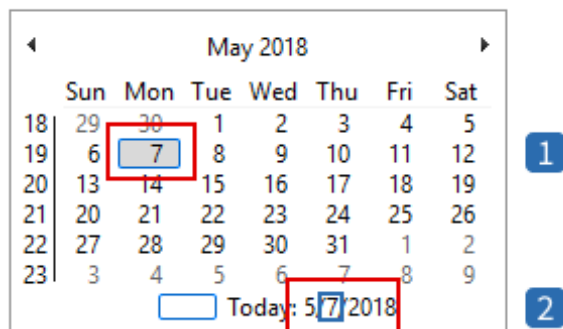 May 2018
Sun Mon Tue Wed Thu Fri Sat
18 29 30 1 2 3 4 5
19 6 7 8 9 10 11 12 1
20 13 14 15 16 17 18 19
21 20 21 22 23 24 25 26
22 27 28 29 30 31 1 2
23 3 4 5 6 7 8 9
Today: 5/7/2018 2